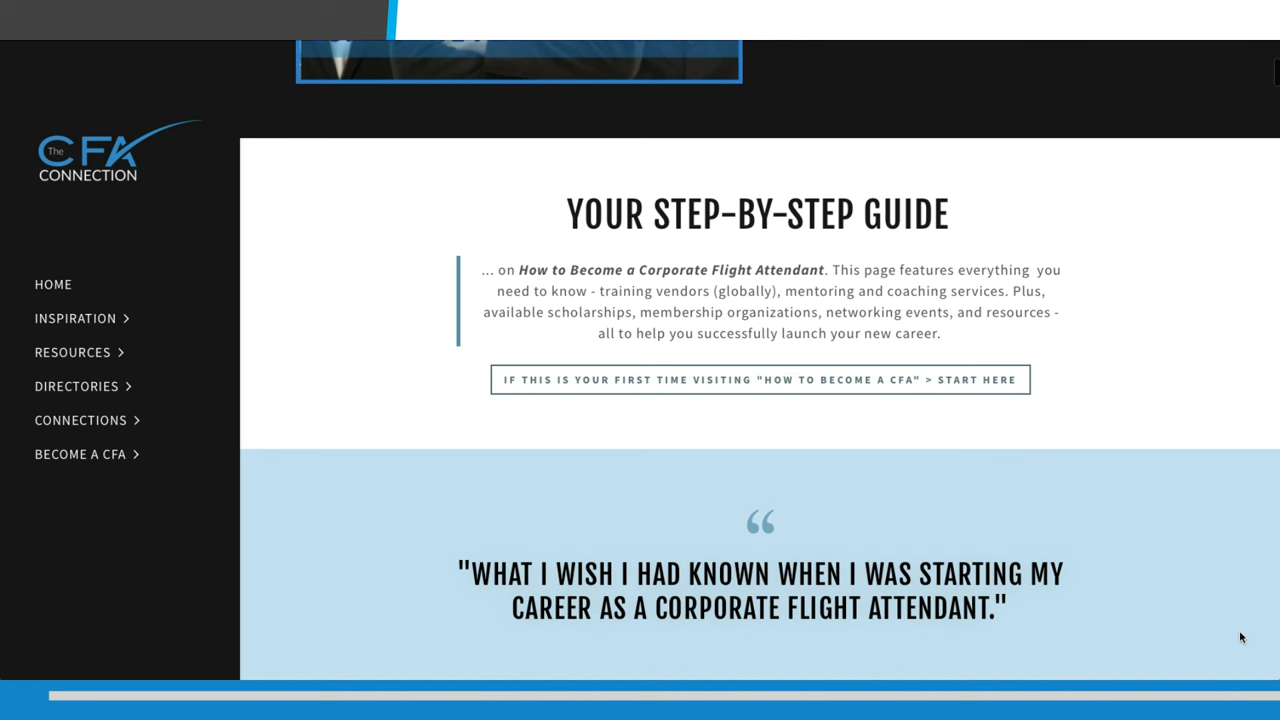 The CFA
CONNECTION
HOME
INSPIRATION
RESOURCES
DIRECTORIES
CONNECTIONS
BECOME A CFA
YOUR STEP-BY-STEP GUIDE
... on How to Become a Corporate Flight Attendant. This page features everything you
need to know - training vendors (globally), mentoring and coaching services. Plus,
available scholarships, membership organizations, networking events, and resources -
all to help you successfully launch your new career.
IF THIS IS YOUR FIRST TIME VISITING "HOW TO BECOME A CFA" > START HERE
“
"WHAT I WISH I HAD KNOWN WHEN I WAS STARTING MY
CAREER AS A CORPORATE FLIGHT ATTENDANT."